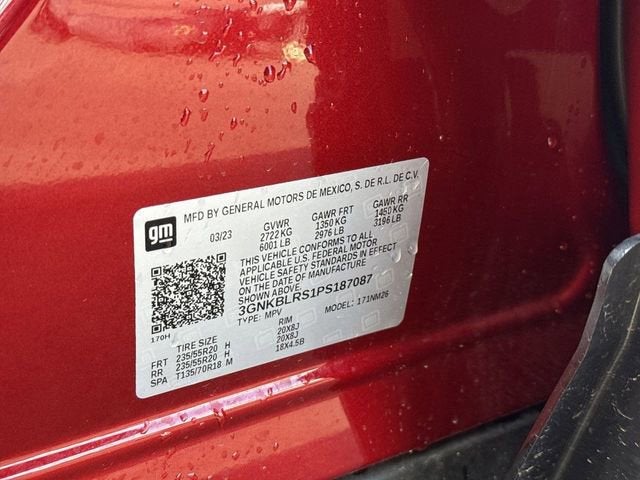 gm
MFD BY GENERAL MOTORS DE MEXICO, S. DE R.L. DE C.V.
03/23 GVWR GAWR FRT GAWR RR
2722 KG 1350 KG 1450 KG
6001 LB 2976 LB 3196 LB
THIS VEHICLE CONFORMS TO ALL
APPLICABLE U.S. FEDERAL MOTOR
VEHICLE SAFETY STANDARDS IN EFFECT
ON THE DATE OF MANUFACTURE
SHOWN ABOVE.
3GNKBLRS1PS187087
TYPE: MPV MODEL: 171NM26
170H
TIRE SIZE RIM
FRT 235/55R20 H 20X8J
RR 235/55R20 H 20X8J
SPA T135/70R18 M 18X4.5B